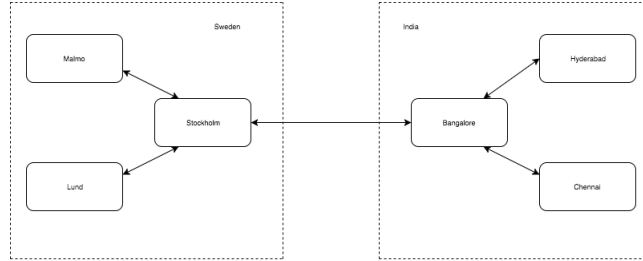 Sweden
India
Malmo
Hyderabad
Stockholm
Bangalore
Lund
Chennai